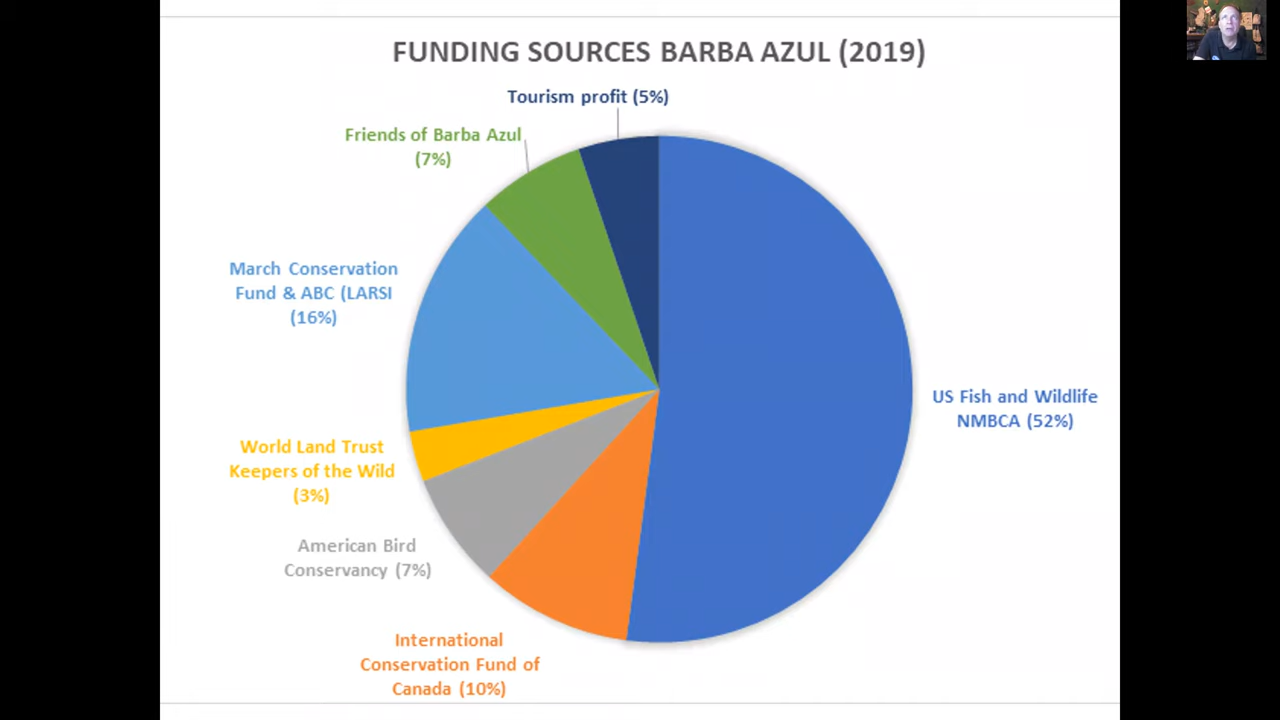 FUNDING SOURCES BARBA AZUL (2019)
Tourism profit (5%)
Friends of Barba Azul
(7%)
March Conservation
Fund & ABC (LARSI
(16%)
US Fish and Wildlife
NMBCA (52%)
World Land Trust
Keepers of the Wild
(3%)
American Bird
Conservancy (7%)
International
Conservation Fund of
Canada (10%)